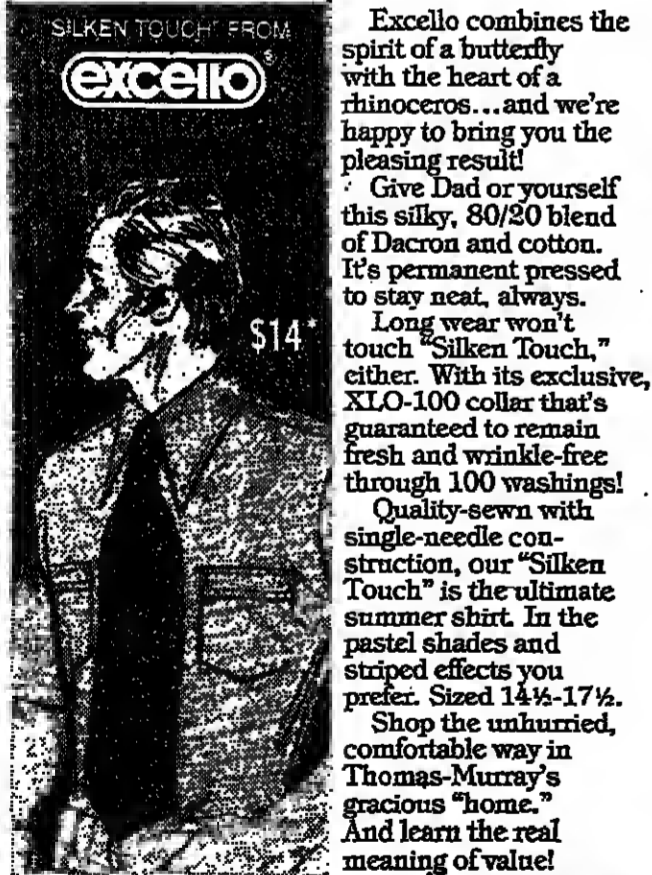 "SILKEN TOUCH" FROM
excello®
$14*
Excello combines the
spirit of a butterfly
with the heart of a
rhinoceros...and we're
happy to bring you the
pleasing result!
Give Dad or yourself
this silky, 80/20 blend
of Dacron and cotton.
It's permanent pressed
to stay neat, always.
Long wear won't
touch "Silken Touch,"
either. With its exclusive,
XLO-100 collar that's
guaranteed to remain
fresh and wrinkle-free
through 100 washings!
Quality-sewn with
single-needle con-
struction, our "Silken
Touch" is the ultimate
summer shirt. In the
pastel shades and
striped effects you
prefer. Sized 14½-17½.
Shop the unhurried,
comfortable way in
Thomas-Murray's
gracious "home."
And learn the real
meaning of value!